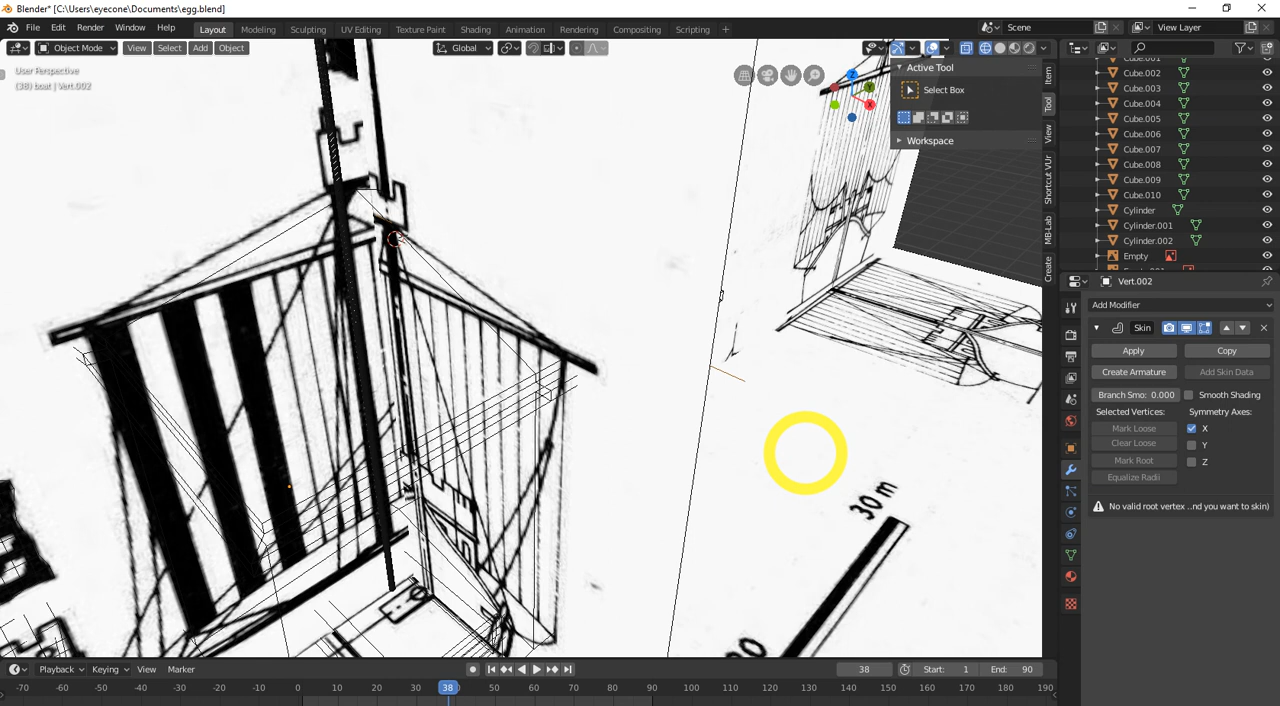 Blender* [C:\Users\eyecone\Documents\egg.blend]
File Edit Render Window Help Layout Modeling Sculpting UV Editing Texture Paint Shading Animation Rendering Compositing Scripting Scene View Layer
Object Mode View Select Add Object Global
User Perspective
(38) boat | Vert.002
Active Tool
Select Box
Workspace
Item
Tool
View
Shortcut VUr
MB-Lab
Create
Cube.001
Cube.002
Cube.003
Cube.004
Cube.005
Cube.006
Cube.007
Cube.008
Cube.009
Cube.010
Cylinder
Cylinder.001
Cylinder.002
Empty
Vert.002
Add Modifier
Skin
Apply Copy
Create Armature Add Skin Data
Branch Smo: 0.000 Smooth Shading
Selected Vertices: Symmetry Axes:
Mark Loose X
Clear Loose Y
Mark Root Z
Equalize Radii
No valid root vertex ..nd you want to skin)
30 m
Playback Keying View Marker 38 Start: 1 End: 90
-70 -60 -50 -40 -30 -20 -10 0 10 20 30 38 50 60 70 80 90 100 110 120 130 140 150 160 170 180 190